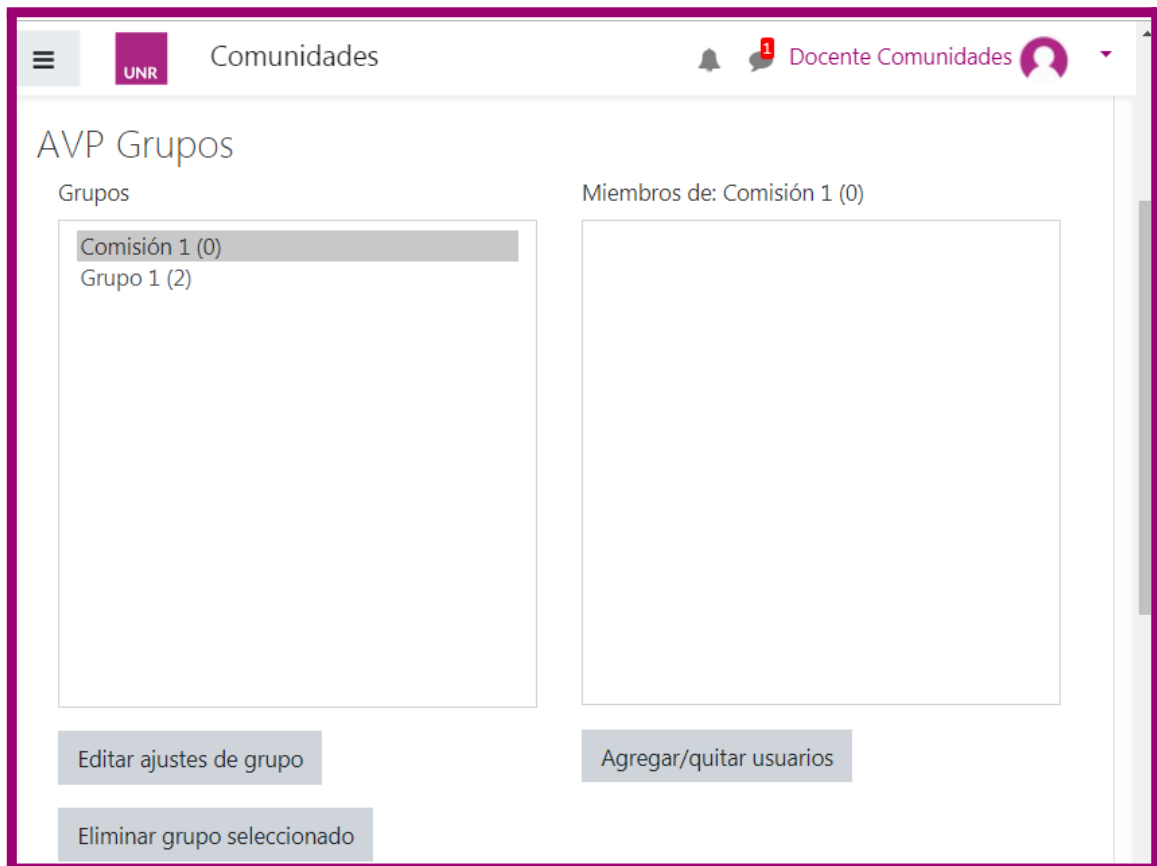 UNR
Comunidades
1
Docente Comunidades
AVP Grupos
Grupos
Comisión 1 (0)
Grupo 1 (2)
Editar ajustes de grupo
Eliminar grupo seleccionado
Miembros de: Comisión 1 (0)
Agregar/quitar usuarios